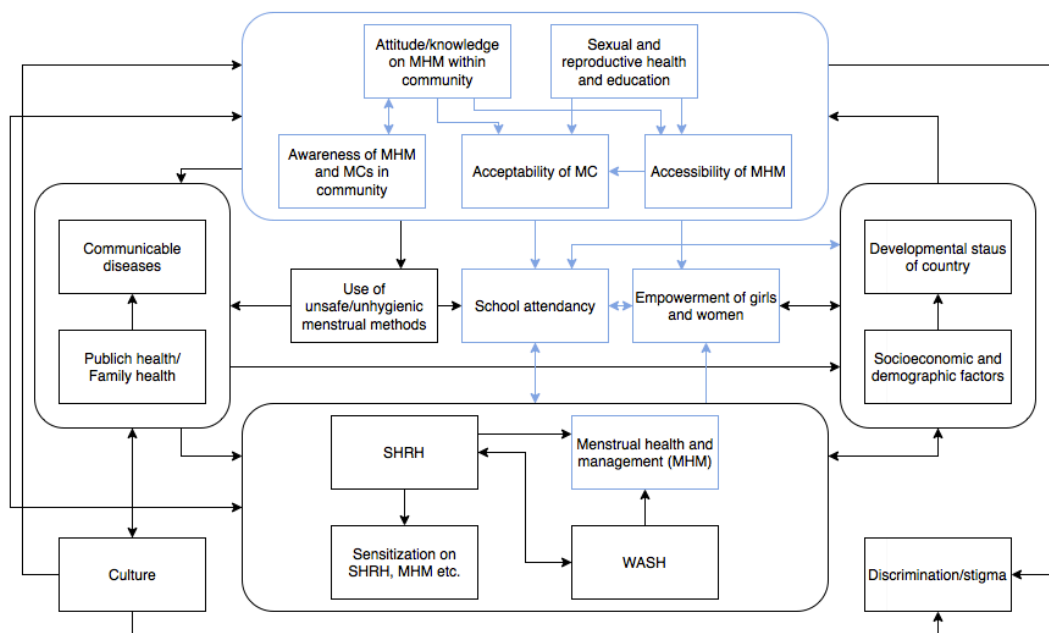 Attitude/knowledge
on MHM within
community
Sexual and
reproductive health
and education
Awareness of MHM
and MCs in
community
Acceptability of MC
Accessibility of MHM
Communicable
diseases
Publich health/
Family health
Use of
unsafe/unhygienic
menstrual methods
School attendancy
Empowerment of girls
and women
Developmental staus
of country
Socioeconomic and
demographic factors
SHRH
Menstrual health and
management (MHM)
Sensitization on
SHRH, MHM etc.
WASH
Culture
Discrimination/stigma